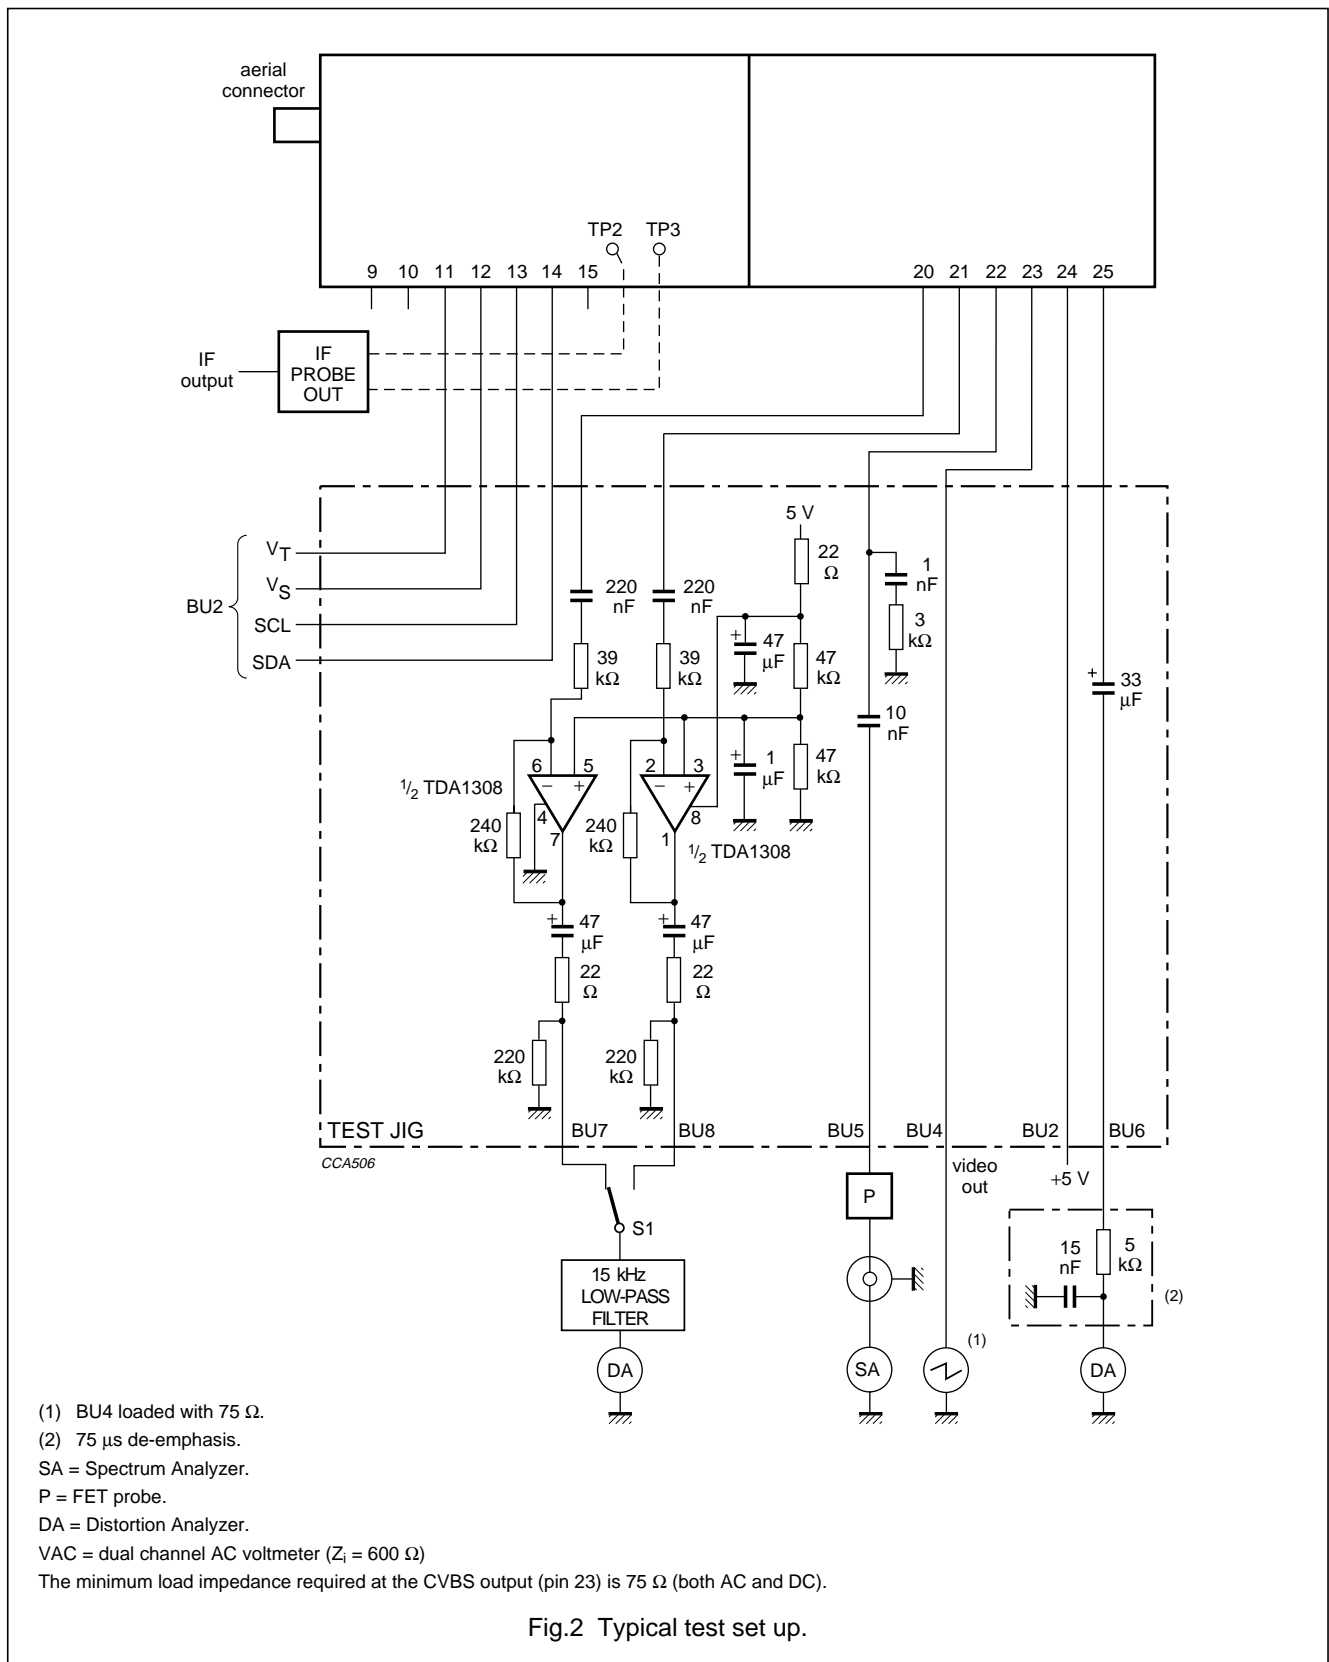 aerial
connector
TP2 TP3
9 10 11 12 13 14 15 20 21 22 23 24 25
IF
output
IF
PROBE
OUT
BU2
VT
VS
SCL
SDA
5 V
22
Ω
220
nF
220
nF
1
nF
3
kΩ
39
kΩ
39
kΩ
+
47
μF
47
kΩ
+
33
μF
10
nF
+
1
μF
47
kΩ
1/2 TDA1308
6 5
− +
4
7
2 3
− +
8
1
1/2 TDA1308
240
kΩ
240
kΩ
+
47
μF
+
47
μF
22
Ω
22
Ω
220
kΩ
220
kΩ
TEST JIG BU7 BU8 BU5 BU4 BU2 BU6
CCA506
video
out
+5 V
P
S1
15 kHz
LOW-PASS
FILTER
15
nF
5
kΩ
(2)
(1)
DA
SA
DA
(1) BU4 loaded with 75 Ω.
(2) 75 μs de-emphasis.
SA = Spectrum Analyzer.
P = FET probe.
DA = Distortion Analyzer.
VAC = dual channel AC voltmeter (Zi = 600 Ω)
The minimum load impedance required at the CVBS output (pin 23) is 75 Ω (both AC and DC).
Fig.2 Typical test set up.